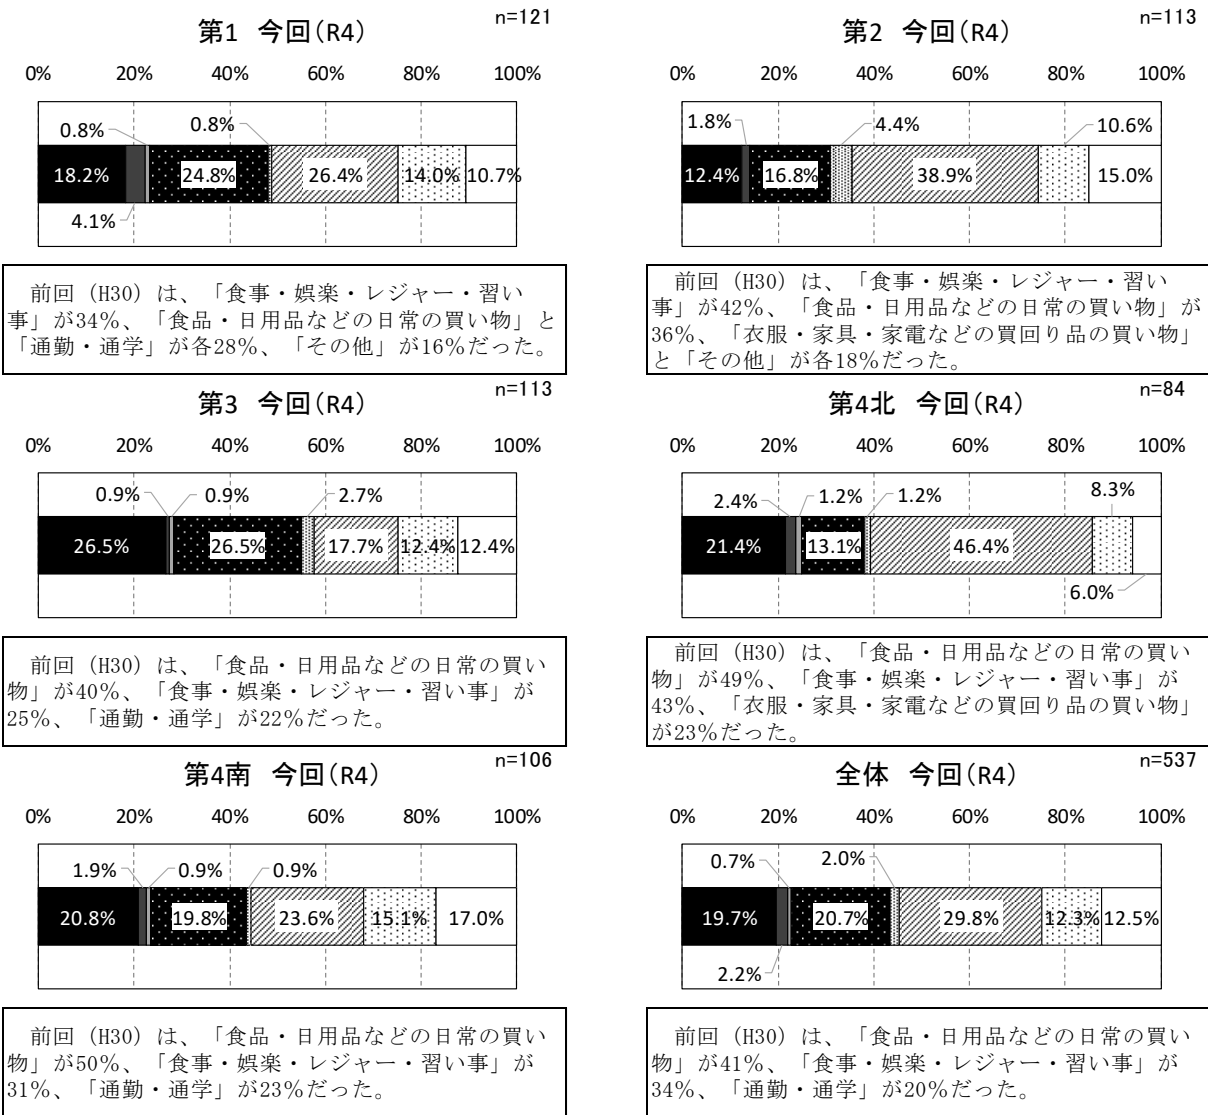 第1 今回(R4)
n=121
0% 20% 40% 60% 80% 100%
0.8% 0.8%
18.2% 24.8% 26.4% 14.0% 10.7%
4.1%
前回（H30）は、「食事・娯楽・レジャー・習い
事」が34%、「食品・日用品などの日常の買い物」と
「通勤・通学」が各28%、「その他」が16%だった。
第2 今回(R4)
n=113
0% 20% 40% 60% 80% 100%
1.8% 4.4% 10.6%
12.4% 16.8% 38.9% 15.0%
前回（H30）は、「食事・娯楽・レジャー・習い
事」が42%、「食品・日用品などの日常の買い物」が
36%、「衣服・家具・家電などの買回り品の買い物」
と「その他」が各18%だった。
第3 今回(R4)
n=113
0% 20% 40% 60% 80% 100%
0.9% 0.9% 2.7%
26.5% 26.5% 17.7% 12.4% 12.4%
前回（H30）は、「食品・日用品などの日常の買い
物」が40%、「食事・娯楽・レジャー・習い事」が
25%、「通勤・通学」が22%だった。
第4北 今回(R4)
n=84
0% 20% 40% 60% 80% 100%
2.4% 1.2% 1.2% 8.3%
21.4% 13.1% 46.4%
6.0%
前回（H30）は、「食品・日用品などの日常の買い
物」が49%、「食事・娯楽・レジャー・習い事」が
43%、「衣服・家具・家電などの買回り品の買い物」
が23%だった。
第4南 今回(R4)
n=106
0% 20% 40% 60% 80% 100%
1.9% 0.9% 0.9%
20.8% 19.8% 23.6% 15.1% 17.0%
前回（H30）は、「食品・日用品などの日常の買い
物」が50%、「食事・娯楽・レジャー・習い事」が
31%、「通勤・通学」が23%だった。
全体 今回(R4)
n=537
0% 20% 40% 60% 80% 100%
0.7% 2.0%
19.7% 20.7% 29.8% 12.3% 12.5%
2.2%
前回（H30）は、「食品・日用品などの日常の買い
物」が41%、「食事・娯楽・レジャー・習い事」が
34%、「通勤・通学」が20%だった。